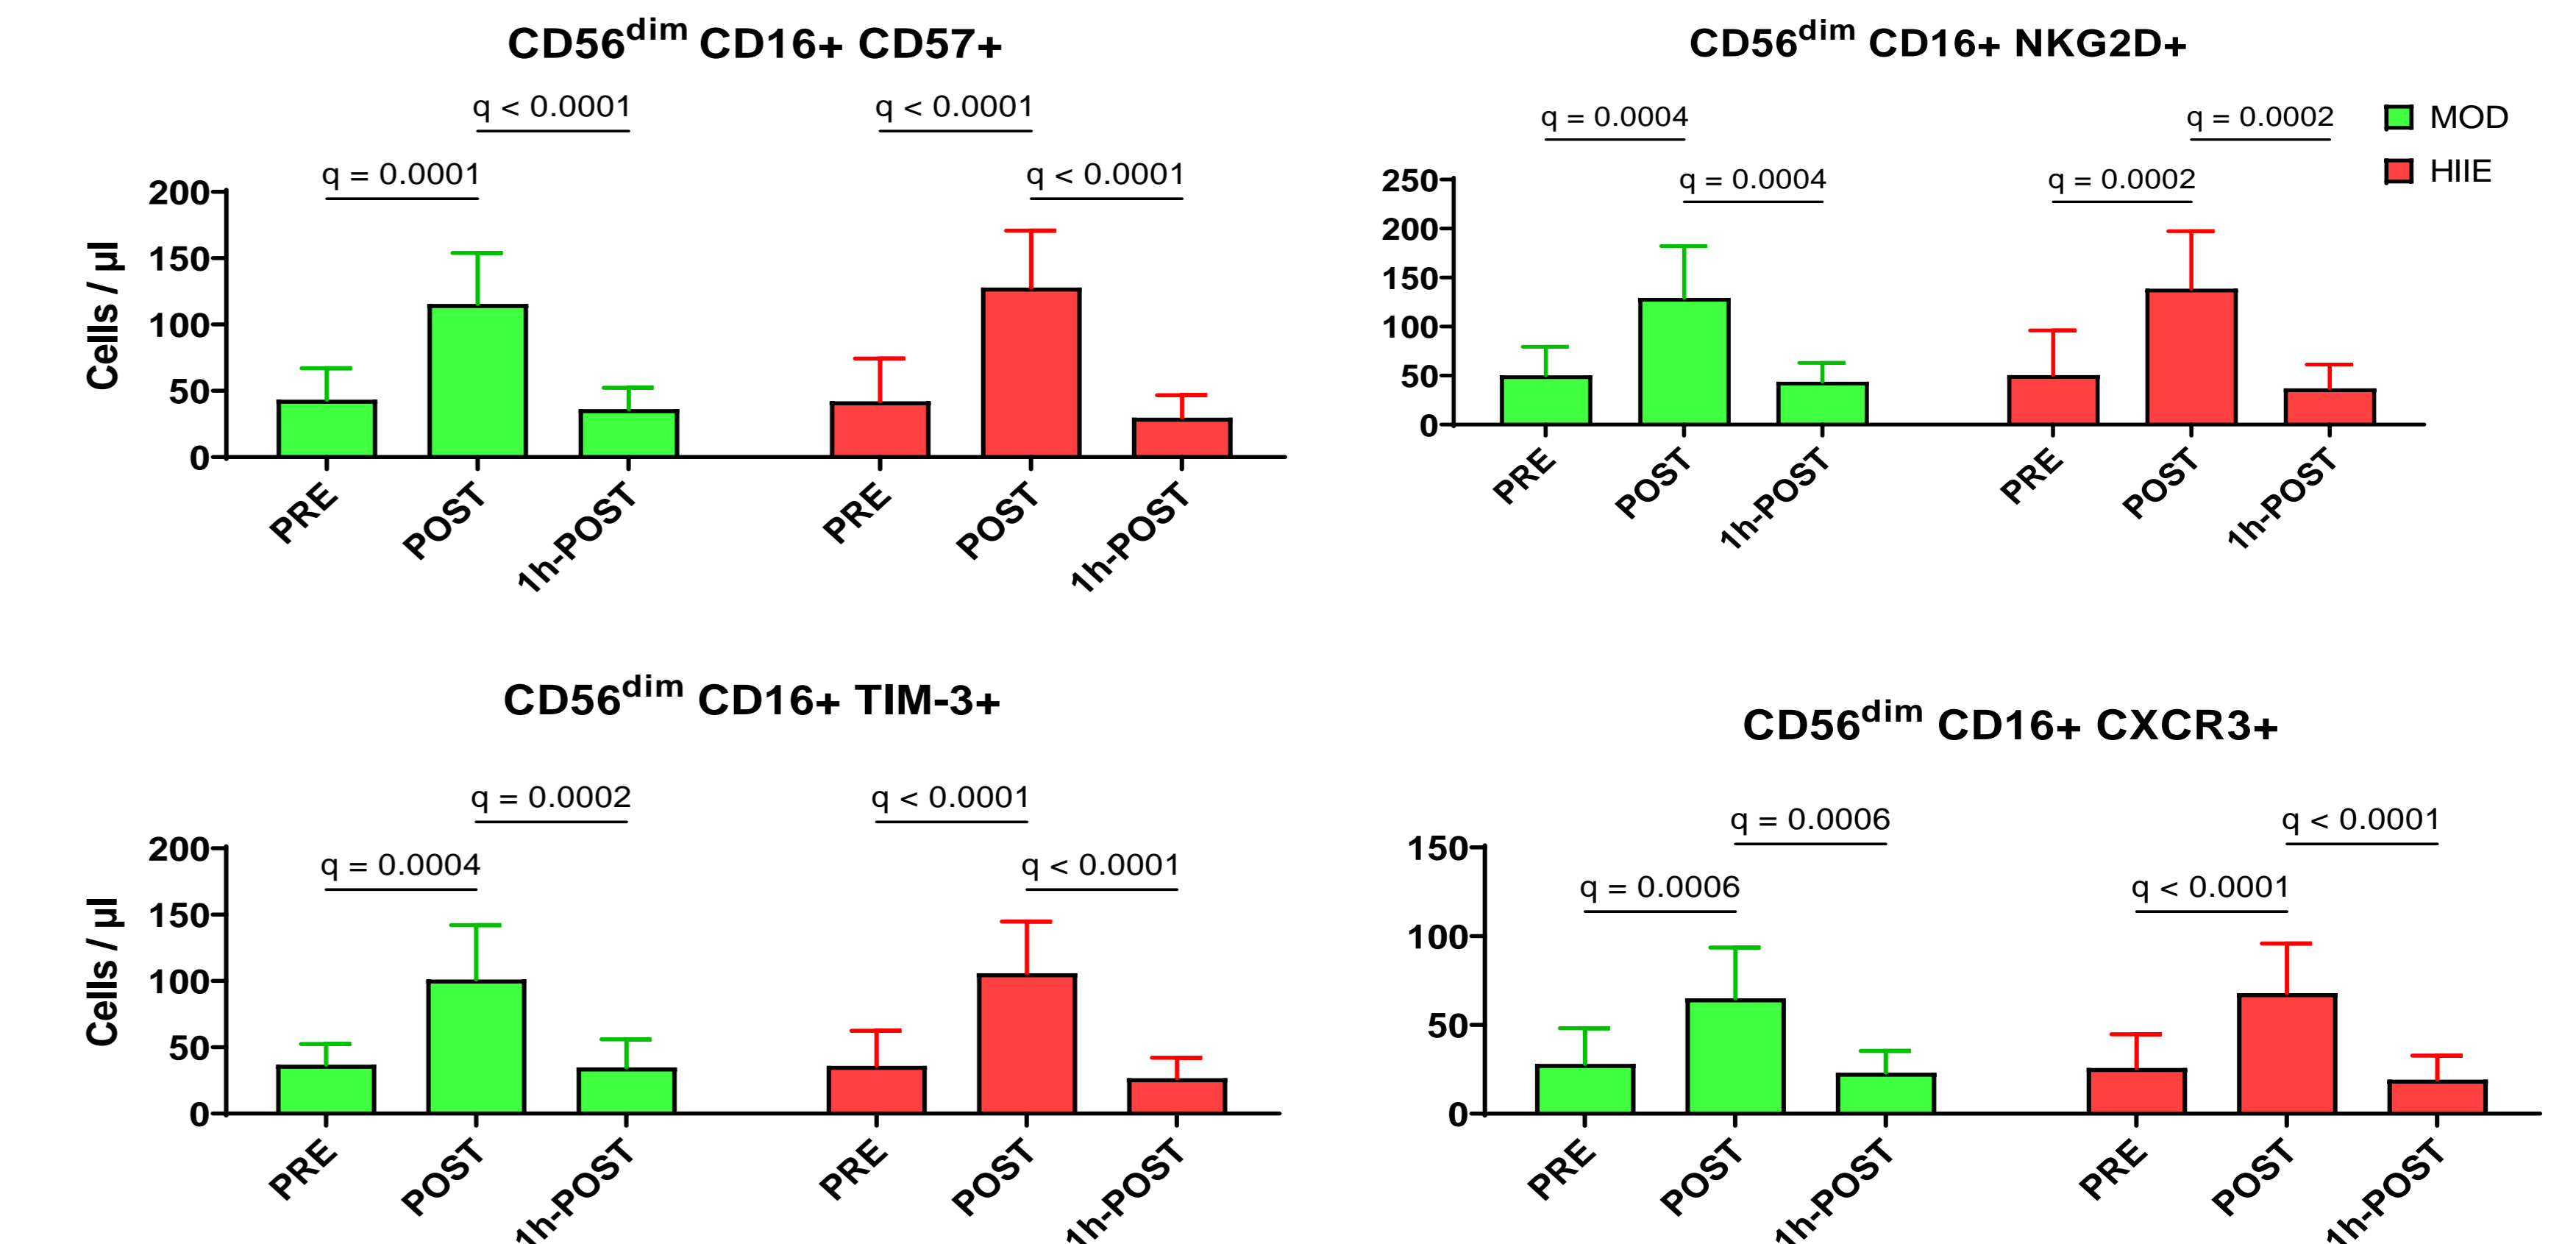 CD56dim CD16+ CD57+
q < 0.0001
q < 0.0001
q = 0.0001
q < 0.0001
Cells / µl
200
150
100
50
0
PRE
POST
1h-POST
PRE
POST
1h-POST
CD56dim CD16+ NKG2D+
q = 0.0004
q = 0.0002
q = 0.0004
q = 0.0002
MOD
HIIE
250
200
150
100
50
0
PRE
POST
1h-POST
PRE
POST
1h-POST
CD56dim CD16+ TIM-3+
q = 0.0002
q < 0.0001
q = 0.0004
q < 0.0001
Cells / µl
200
150
100
50
0
PRE
POST
1h-POST
PRE
POST
1h-POST
CD56dim CD16+ CXCR3+
q = 0.0006
q < 0.0001
q = 0.0006
q < 0.0001
150
100
50
0
PRE
POST
1h-POST
PRE
POST
1h-POST